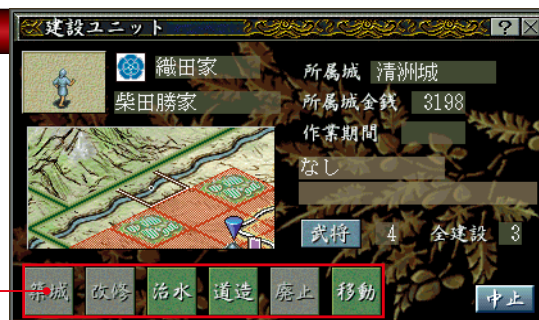 建設ユニット
?
織田家
柴田勝家
所属城 清洲城
所属城金銭 3198
作業期間
なし
武将 4 全建設 3
築城 改修 治水 道造 廃止 移動
中止